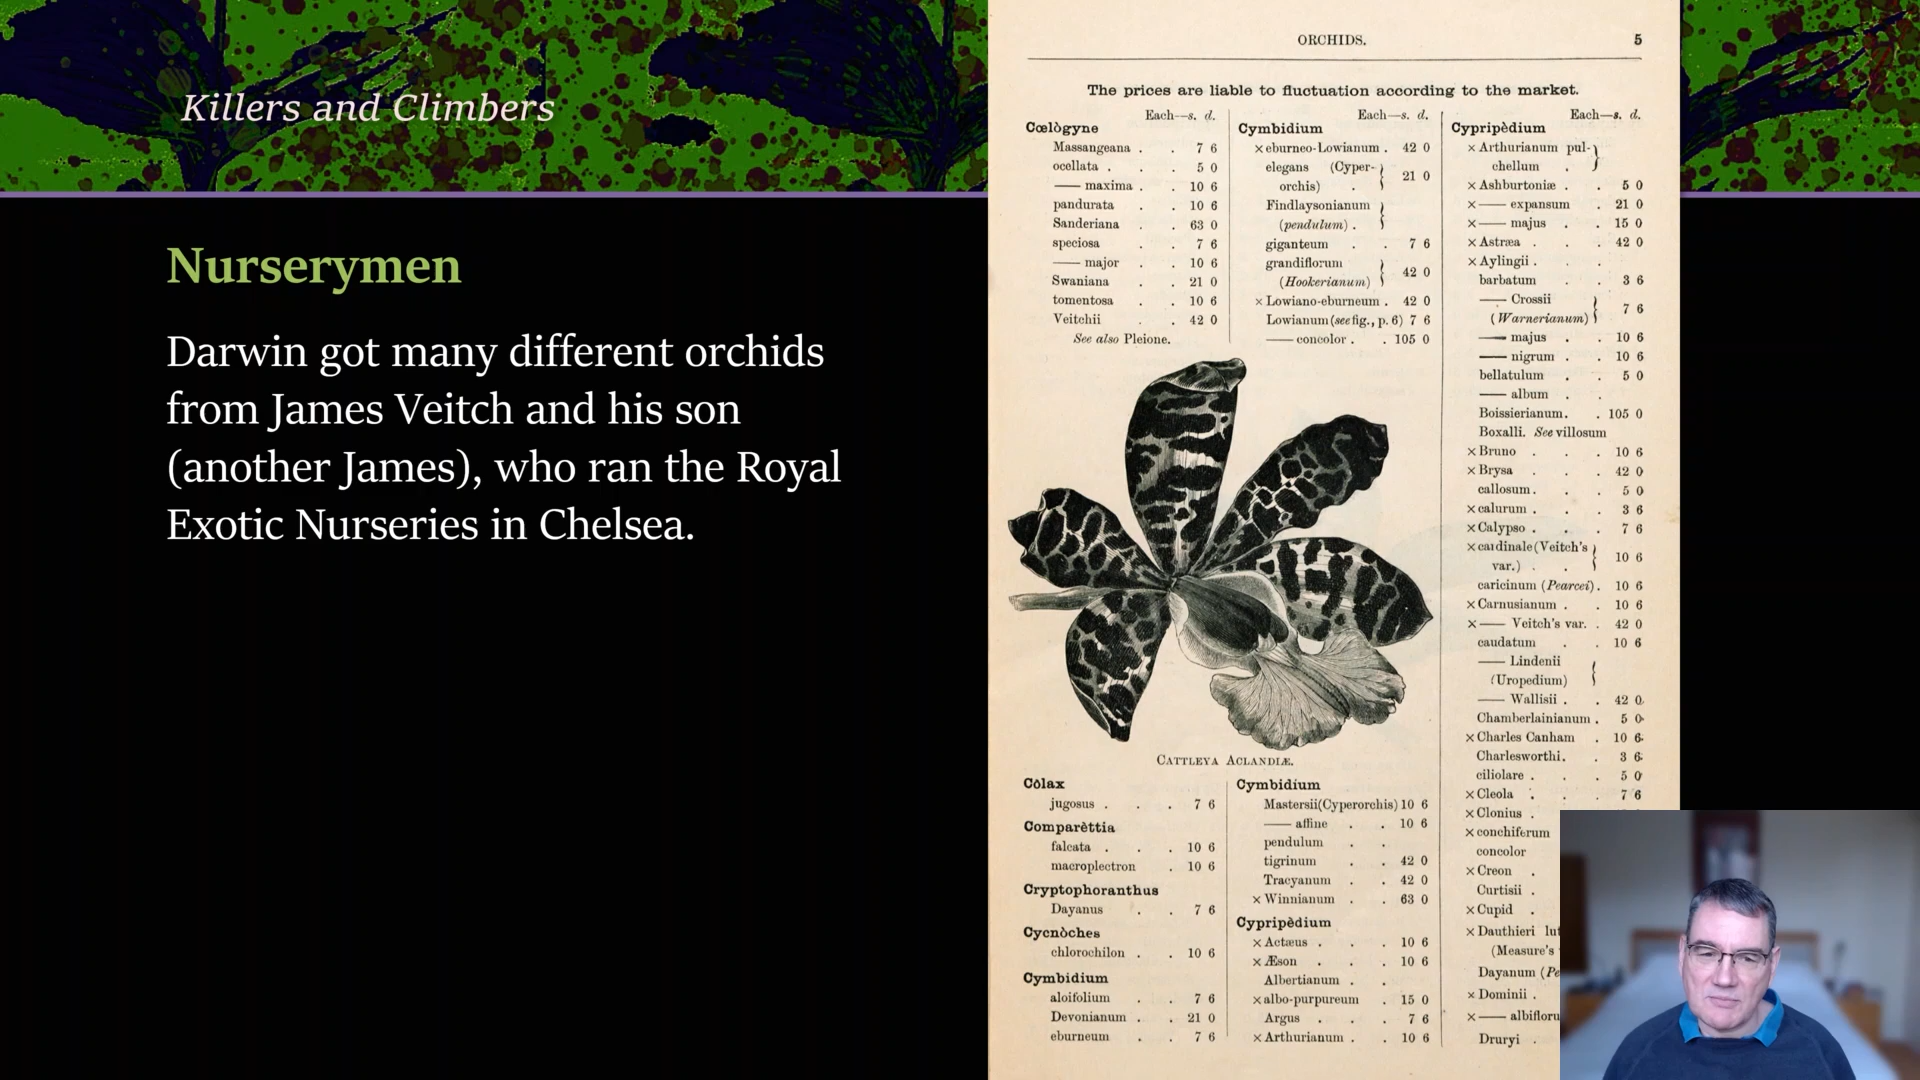 Killers and Climbers
Nurserymen
Darwin got many different orchids
from James Veitch and his son
(another James), who ran the Royal
Exotic Nurseries in Chelsea.
ORCHIDS. 5
The prices are liable to fluctuation according to the market.
Each—s. d.
Cœlògyne
Massangeana . . 7 6
ocellata . . . 5 0
—— maxima . . 10 6
pandurata . . 10 6
Sanderiana . . 63 0
speciosa . . 7 6
—— major . . 10 6
Swaniana . . 21 0
tomentosa . . 10 6
Veitchii . . 42 0
See also Pleione.
Each—s. d.
Cymbidium
× eburneo-Lowianum . 42 0
elegans (Cyper- }
orchis) . } 21 0
Findlaysonianum }
(pendulum) . }
giganteum . . 7 6
grandiflorum }
(Hookerianum) } 42 0
× Lowiano-eburneum . 42 0
Lowianum (see fig., p. 6) 7 6
—— concolor . . 105 0
CATTLEYA ACLANDIÆ.
Còlax
jugosus . . . 7 6
Comparèttia
falcata . . . 10 6
macroplectron . 10 6
Cryptophoranthus
Dayanus . . 7 6
Cycnòches
chlorochilon . . 10 6
Cymbidium
aloifolium . . 7 6
Devonianum . . 21 0
eburneum . . 7 6
Cymbidium
Mastersii (Cyperorchis) 10 6
—— affine . . 10 6
pendulum . .
tigrinum . . 42 0
Tracyanum . . 42 0
× Winnianum . . 63 0
Cypripèdium
× Actæus . . . 10 6
× Æson . . . 10 6
Albertianum . .
× albo-purpureum . 15 0
Argus . . . 7 6
× Arthurianum . . 10 6
Each—s. d.
Cypripèdium
× Arthurianum pul- }
chellum . }
× Ashburtoniæ . . 5 0
× —— expansum . 21 0
× —— majus . . 15 0
× Astræa . . . 42 0
× Aylingii . . .
barbatum . . 3 6
—— Crossii }
(Warnerianum) } 7 6
—— majus . . 10 6
—— nigrum . . 10 6
bellatulum . . 5 0
—— album . .
Boissierianum . . 105 0
Boxalli. See villosum
× Bruno . . . 10 6
× Brysa . . . 42 0
callosum . . . 5 0
× calurum . . . 3 6
× Calypso . . . 7 6
× cardinale (Veitch's }
var.) . . } 10 6
caricinum (Pearcei) . 10 6
× Carnusianum . . 10 6
× —— Veitch's var. . 42 0
caudatum . . 10 6
—— Lindenii }
(Uropedium) }
—— Wallisii . . 42 0
Chamberlainianum . 5 0
× Charles Canham . 10 6
Charlesworthi . . 3 6
ciliolare . . . 5 0
× Cleola . . . 7 6
× Clonius .
× conchiferum
concolor
× Creon .
Curtisii .
× Cupid .
× Dauthieri
(Measure's
Dayanum
× Dominii .
× ——
Druryi .